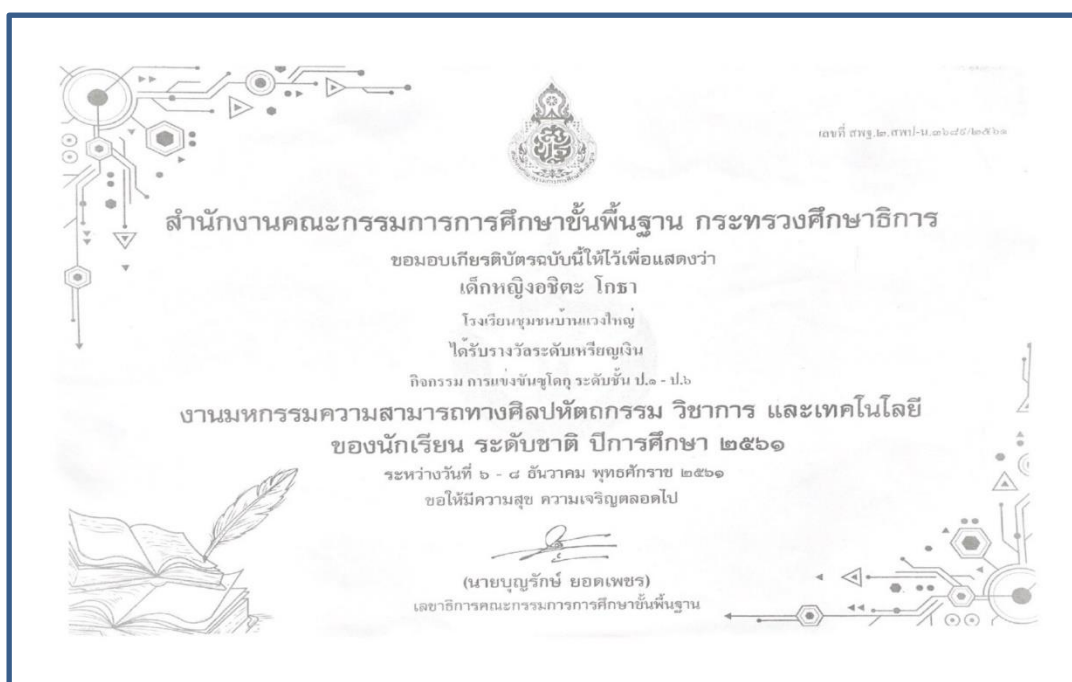 เลขที่ สพฐ.๒.สพป-น.๓๖๘๙/๒๕๖๑
สำนักงานคณะกรรมการการศึกษาขั้นพื้นฐาน กระทรวงศึกษาธิการ
ขอมอบเกียรติบัตรฉบับนี้ให้ไว้เพื่อแสดงว่า
เด็กหญิงอชิตะ โกธา
โรงเรียนชุมชนบ้านแวงใหญ่
ได้รับรางวัลระดับเหรียญเงิน
กิจกรรม การแข่งขันซูโดกุ ระดับชั้น ป.๑ - ป.๖
งานมหกรรมความสามารถทางศิลปหัตถกรรม วิชาการ และเทคโนโลยี
ของนักเรียน ระดับชาติ ปีการศึกษา ๒๕๖๑
ระหว่างวันที่ ๖ - ๘ ธันวาคม พุทธศักราช ๒๕๖๑
ขอให้มีความสุข ความเจริญตลอดไป
(นายบุญรักษ์ ยอดเพชร)
เลขาธิการคณะกรรมการการศึกษาขั้นพื้นฐาน